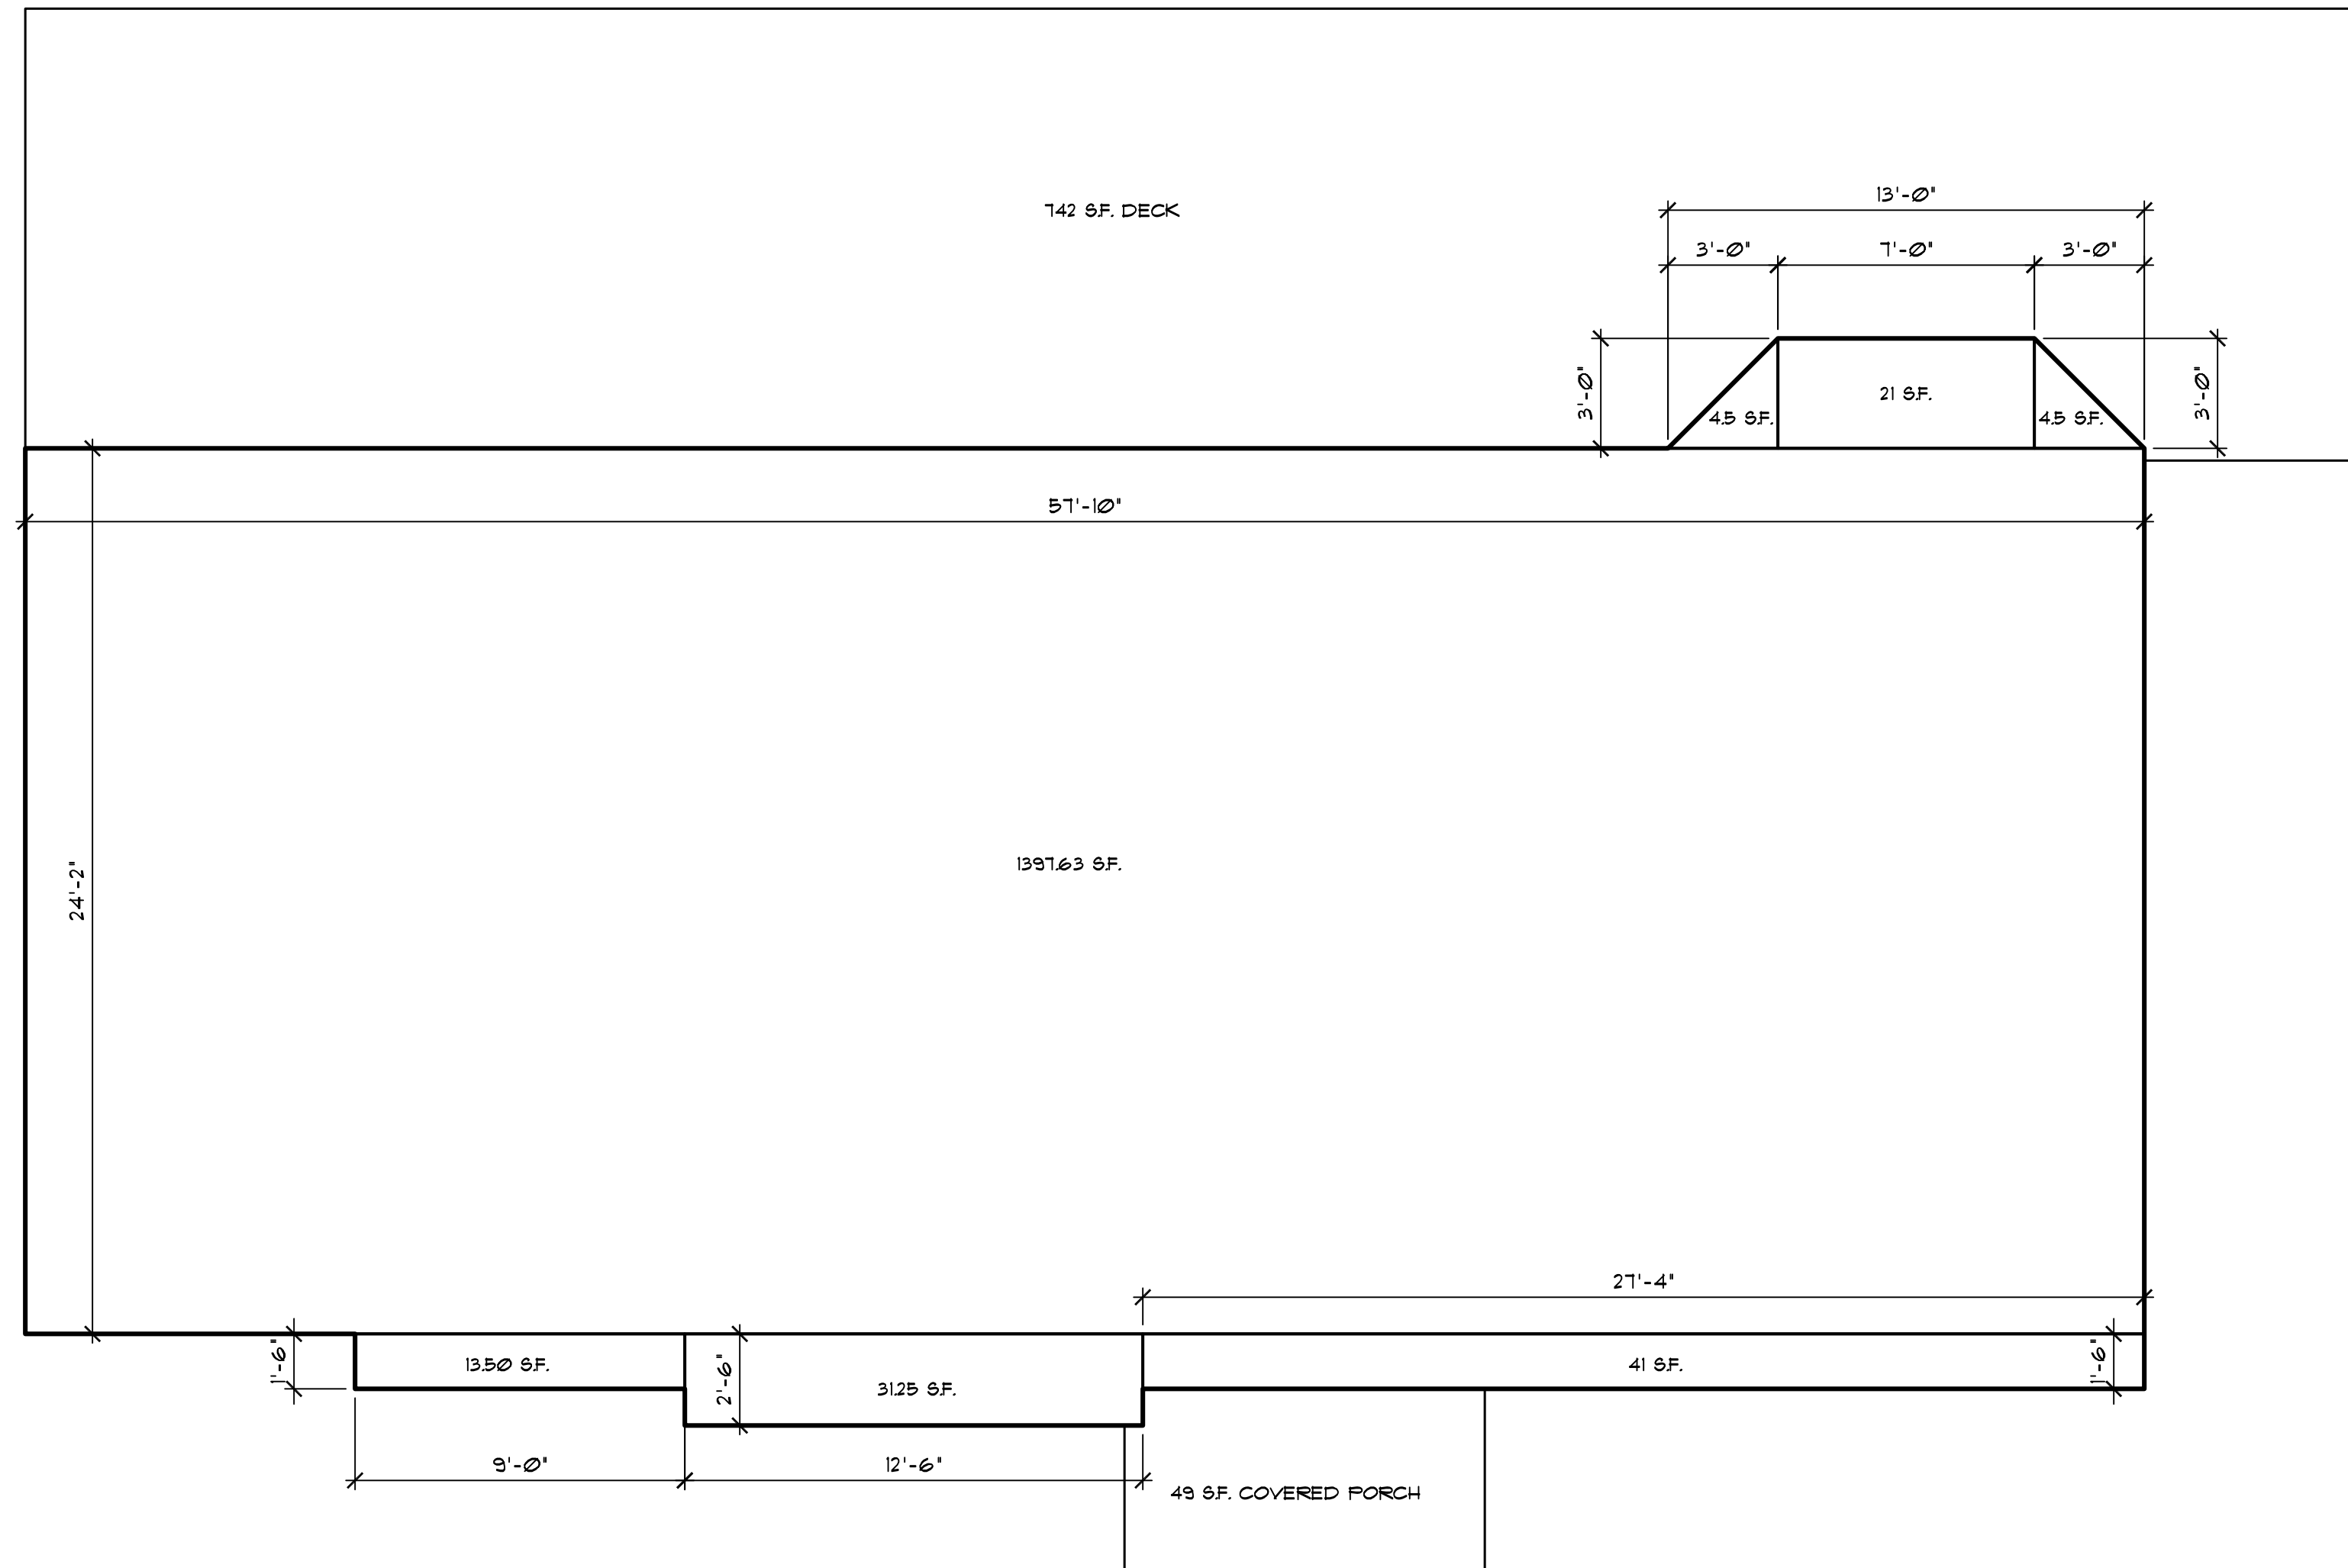 742 S.F. DECK
13'-0"
3'-0"
7'-0"
3'-0"
3'-0"
3'-0"
21 S.F.
4.5 S.F.
4.5 S.F.
57'-10"
24'-2"
1397.63 S.F.
27'-4"
1'-6"
13.50 S.F.
2'-6"
31.25 S.F.
41 S.F.
1'-6"
9'-0"
12'-6"
49 S.F. COVERED PORCH